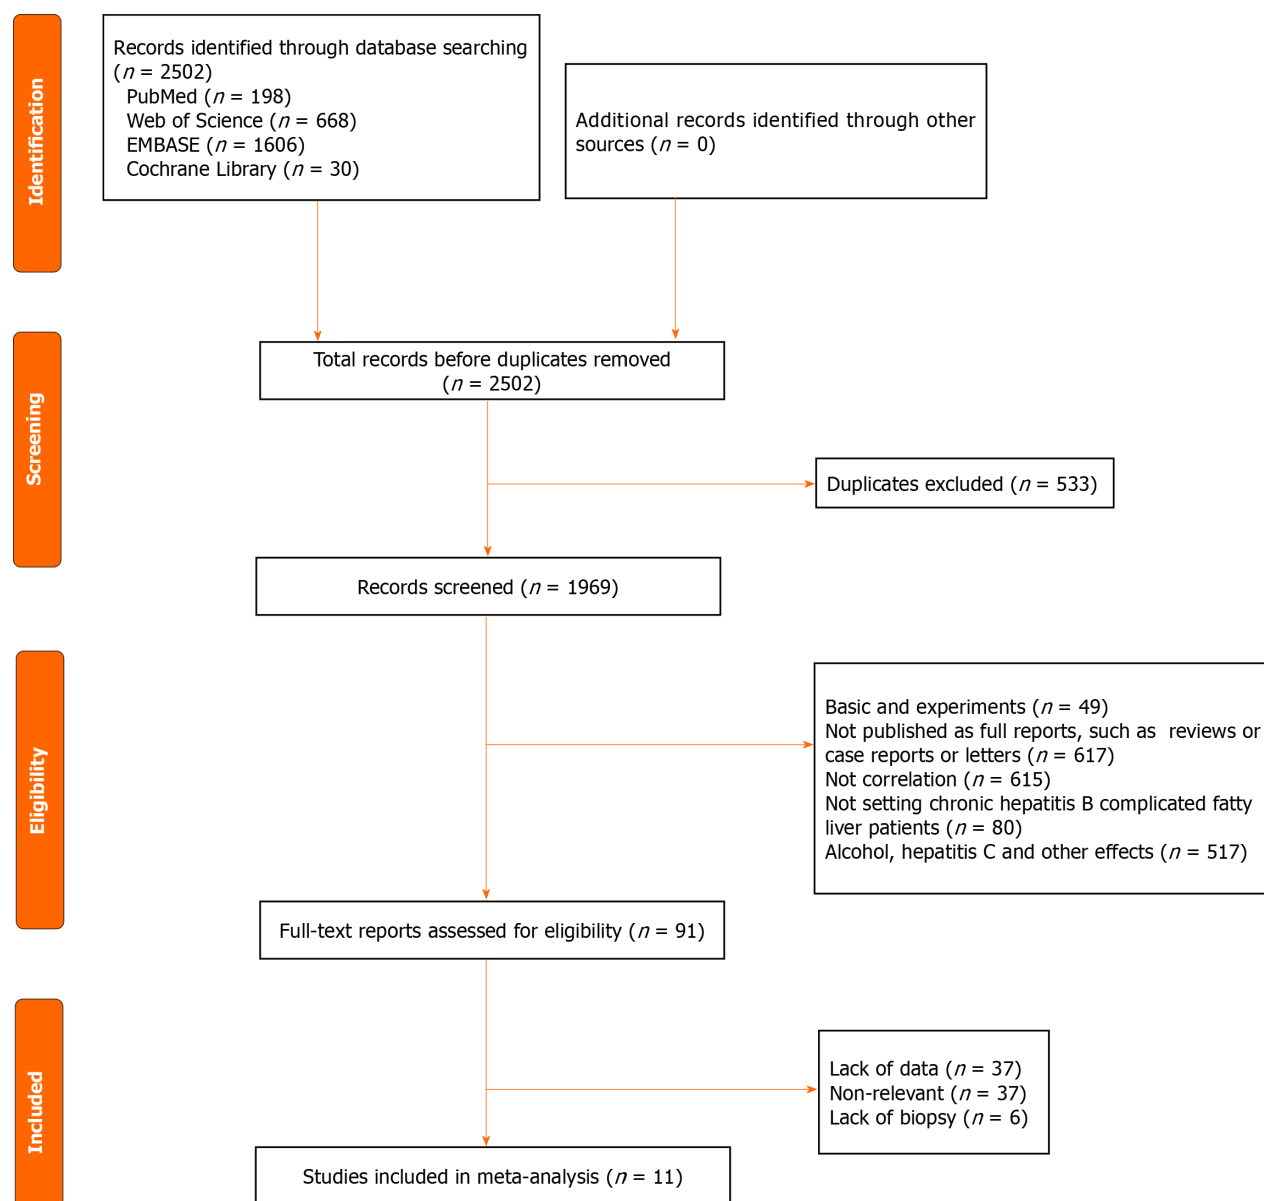 Identification
Records identified through database searching
(n = 2502)
PubMed (n = 198)
Web of Science (n = 668)
EMBASE (n = 1606)
Cochrane Library (n = 30)
Additional records identified through other
sources (n = 0)
Screening
Total records before duplicates removed
(n = 2502)
Duplicates excluded (n = 533)
Records screened (n = 1969)
Eligibility
Basic and experiments (n = 49)
Not published as full reports, such as reviews or
case reports or letters (n = 617)
Not correlation (n = 615)
Not setting chronic hepatitis B complicated fatty
liver patients (n = 80)
Alcohol, hepatitis C and other effects (n = 517)
Full-text reports assessed for eligibility (n = 91)
Included
Lack of data (n = 37)
Non-relevant (n = 37)
Lack of biopsy (n = 6)
Studies included in meta-analysis (n = 11)